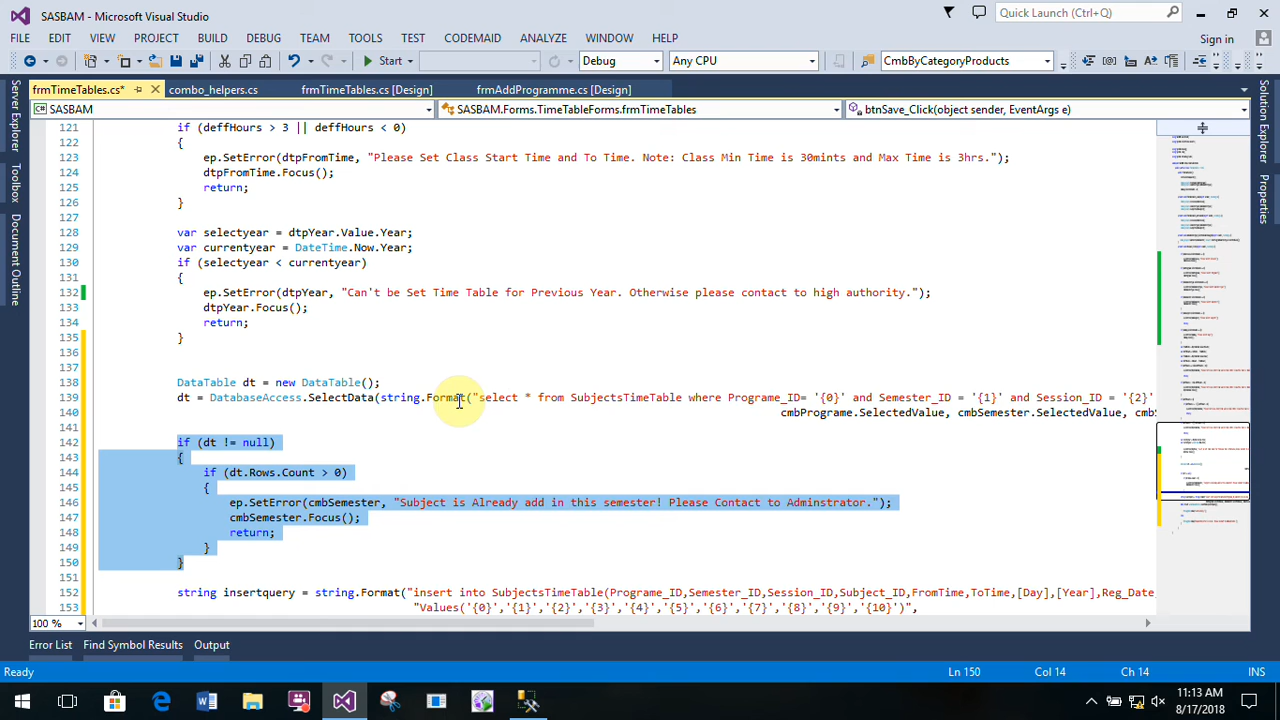 SASBAM - Microsoft Visual Studio
Quick Launch (Ctrl+Q)
FILE EDIT VIEW PROJECT BUILD DEBUG TEAM TOOLS TEST CODEMAID ANALYZE WINDOW HELP
Sign in
Start Debug Any CPU CmbByCategoryProducts
frmTimeTables.cs* combo_helpers.cs frmTimeTables.cs [Design] frmAddProgramme.cs [Design]
SASBAM SASBAM.Forms.TimeTableForms.frmTimeTables btnSave_Click(object sender, EventArgs e)
Server Explorer
Toolbox
Document Outline
Solution Explorer
Properties
121 if (deffHours > 3 || deffHours < 0)
122 {
123 ep.SetError(dtpFromTime, "Please Set Class Start Time and To Time. Note: Class Min Time is 30mints and Max Time is 3hrs.");
124 dtpFromTime.Focus();
125 return;
126 }
127
128 var selectyear = dtpYear.Value.Year;
129 var currentyear = DateTime.Now.Year;
130 if (selectyear < currentyear)
131 {
132 ep.SetError(dtpYear, "Can't be Set Time Table for Previous Year. Otherwise please contact to high authority.");
133 dtpYear.Focus();
134 return;
135 }
136
137
138 DataTable dt = new DataTable();
139 dt = DatabaseAccess.SelectData(string.Format("select * from SubjectsTimeTable where Programe_ID= '{0}' and Semester_ID = '{1}' and Session_ID = '{2}'
140 cmbPrograme.SelectedValue, cmbSemester.SelectedValue, cmbS
141
142 if (dt != null)
143 {
144 if (dt.Rows.Count > 0)
145 {
146 ep.SetError(cmbSemester, "Subject is Alday add in this semester! Please Contact to Adminstrator.");
147 cmbSemester.Focus();
148 return;
149 }
150 }
151
152 string insertquery = string.Format("insert into SubjectsTimeTable(Programe_ID,Semester_ID,Session_ID,Subject_ID,FromTime,ToTime,[Day],[Year],Reg_Date,
153 "Values('{0}','{1}','{2}','{3}','{4}','{5}','{6}','{7}','{8}','{9}','{10}')",
100 %
Error List Find Symbol Results Output
Ready Ln 150 Col 14 Ch 14 INS
11:13 AM
8/17/2018